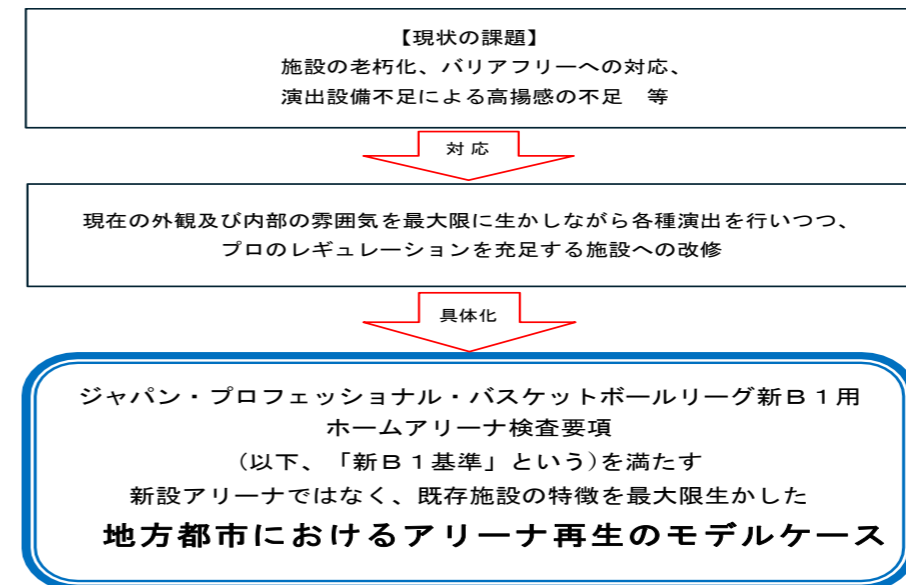 【現状の課題】
施設の老朽化、バリアフリーへの対応、
演出設備不足による高揚感の不足　等
対応
現在の外観及び内部の雰囲気を最大限に生かしながら各種演出を行いつつ、
プロのレギュレーションを充足する施設への改修
具体化
ジャパン・プロフェッショナル・バスケットボールリーグ新Ｂ１用
ホームアリーナ検査要項
(以下、「新Ｂ１基準」という)を満たす
新設アリーナではなく、既存施設の特徴を最大限生かした
地方都市におけるアリーナ再生のモデルケース